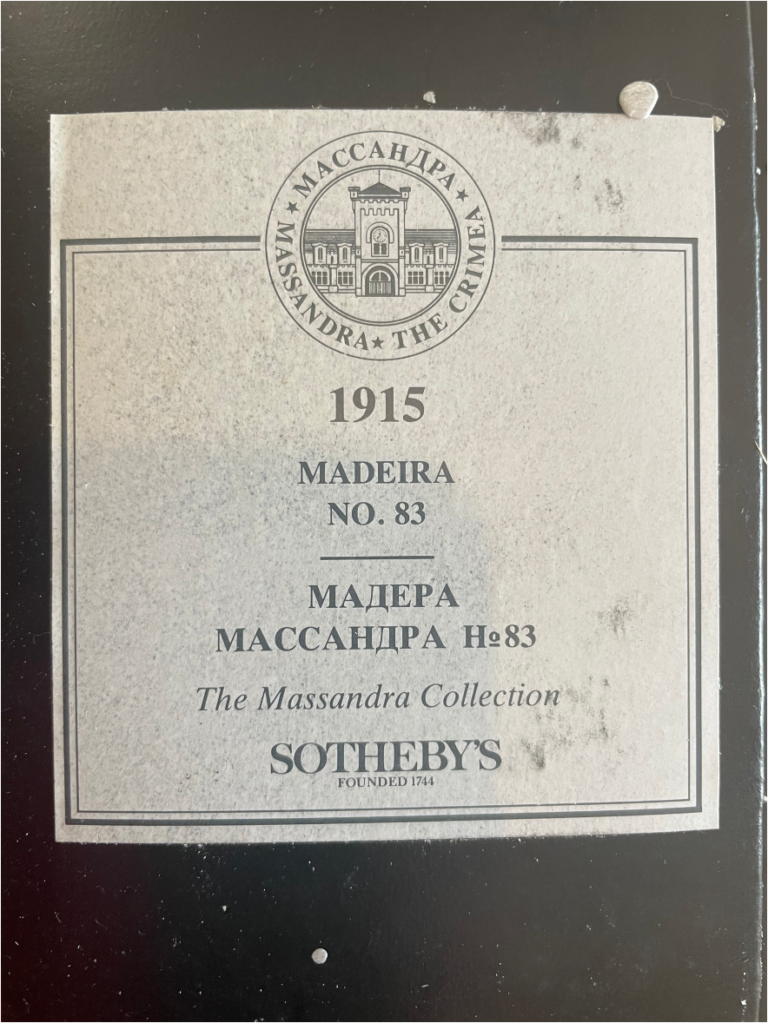 МАССАНДРА
MASSANDRA ★ THE CRIMEA
1915
MADEIRA
NO. 83
МАДЕРА
МАССАНДРА №83
The Massandra Collection
SOTHEBY'S
FOUNDED 1744